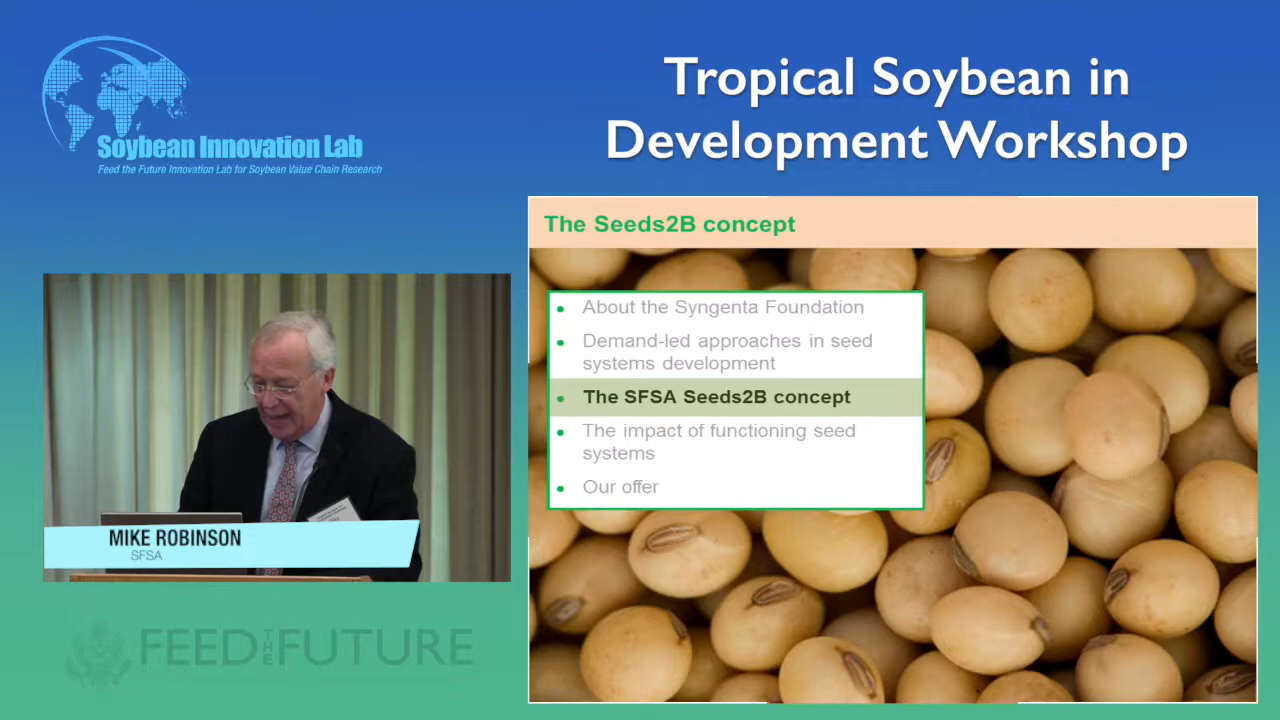 Soybean Innovation Lab
Feed the Future Innovation Lab for Soybean Value Chain Research
Tropical Soybean in
Development Workshop
The Seeds2B concept
• About the Syngenta Foundation
• Demand-led approaches in seed
systems development
• The SFSA Seeds2B concept
• The impact of functioning seed
systems
• Our offer
MIKE ROBINSON
SFSA
FEED THE FUTURE